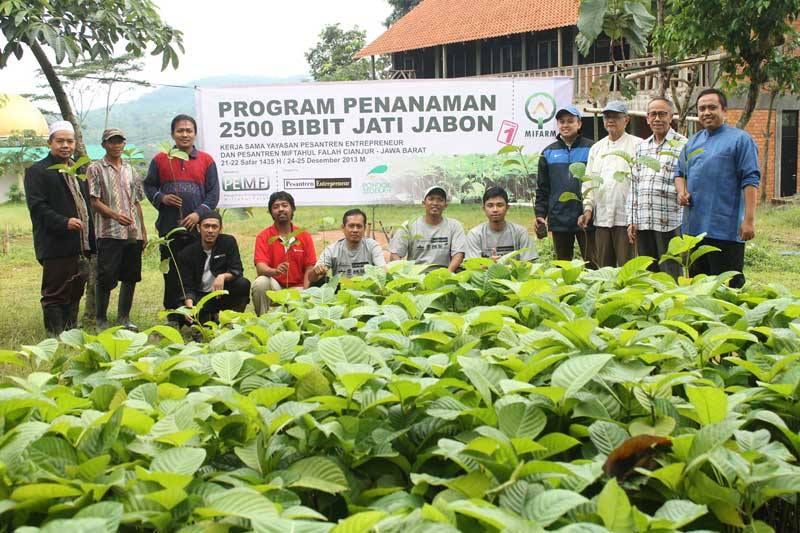 PROGRAM PENANAMAN
2500 BIBIT JATI JABON
KERJA SAMA YAYASAN PESANTREN ENTREPRENEUR
DAN PESANTREN MIFTAHUL FALAH CIANJUR - JAWA BARAT
21-22 Safar 1435 H / 24-25 Desember 2013 M
MIFARM
1
Pesantren Entrepreneur